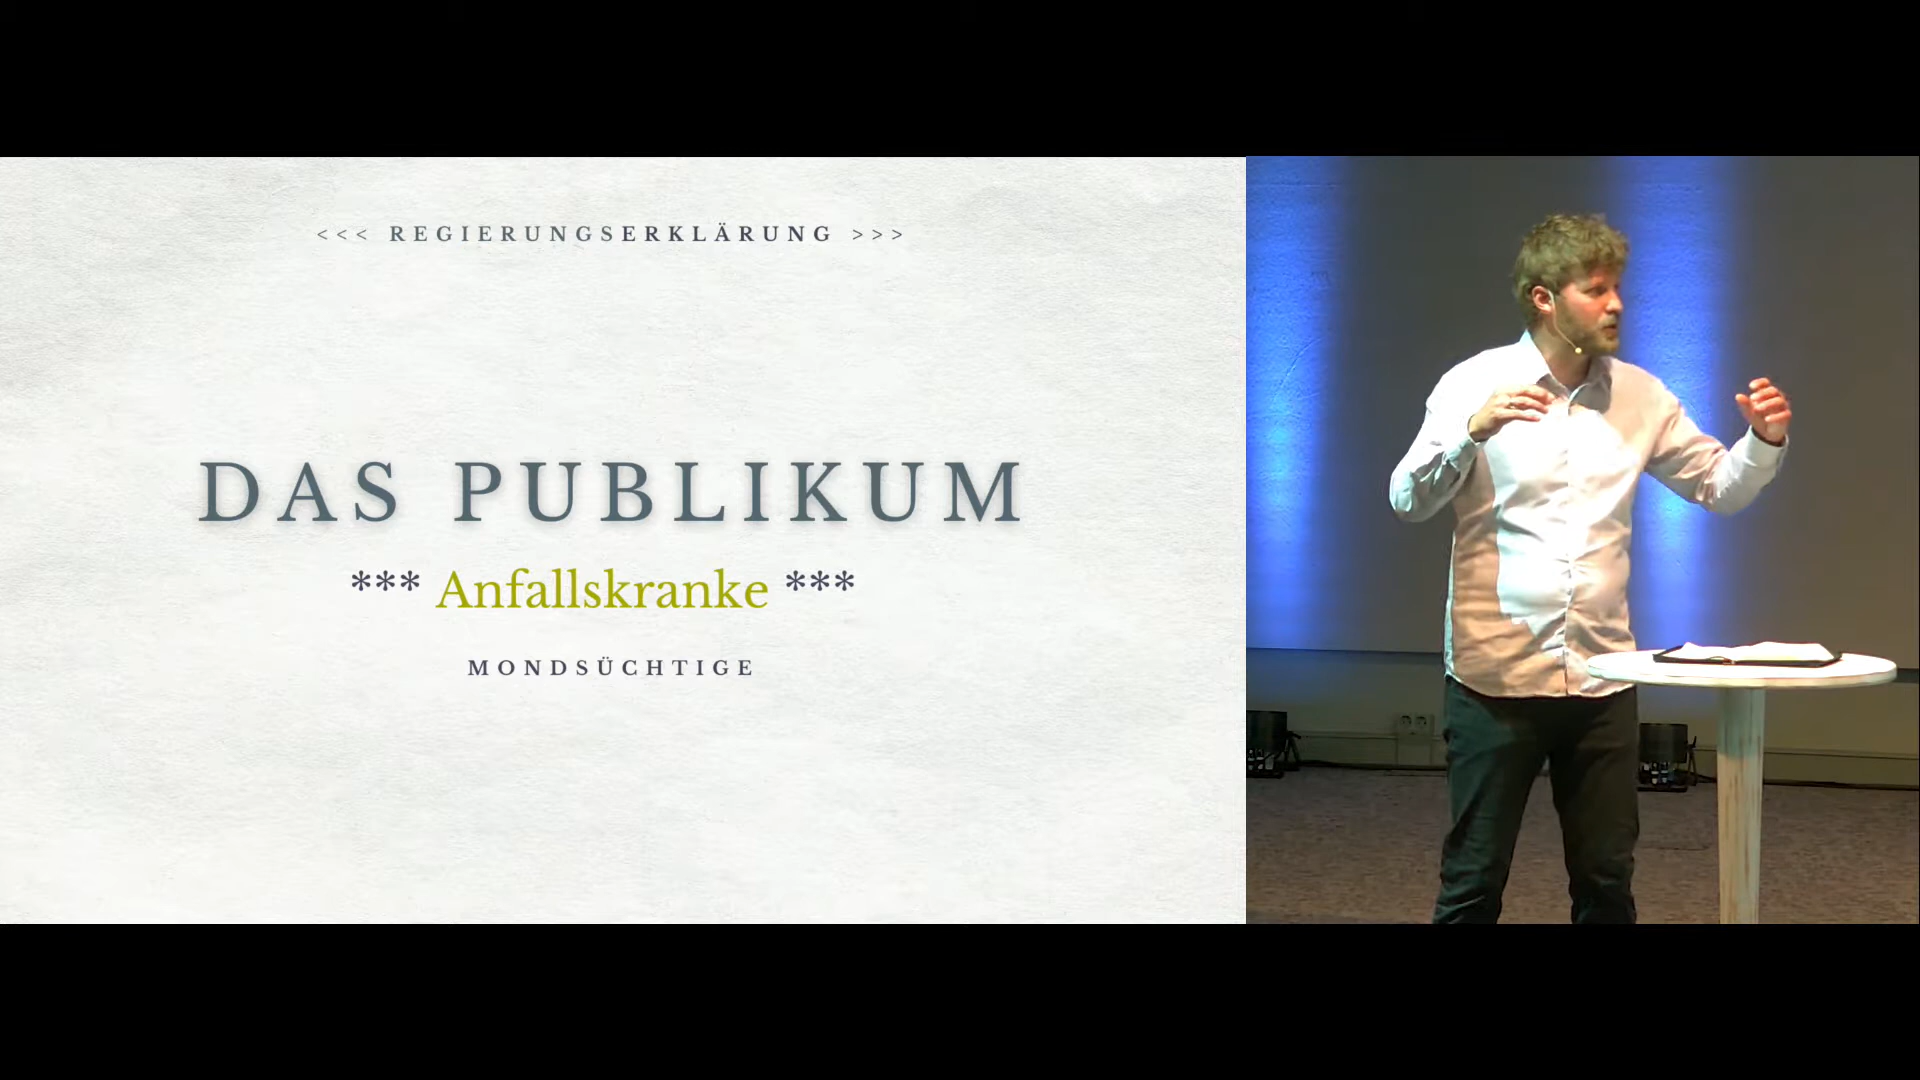 <<< REGIERUNGSERKLÄRUNG >>>
DAS PUBLIKUM
*** Anfallskranke ***
MONDSÜCHTIGE